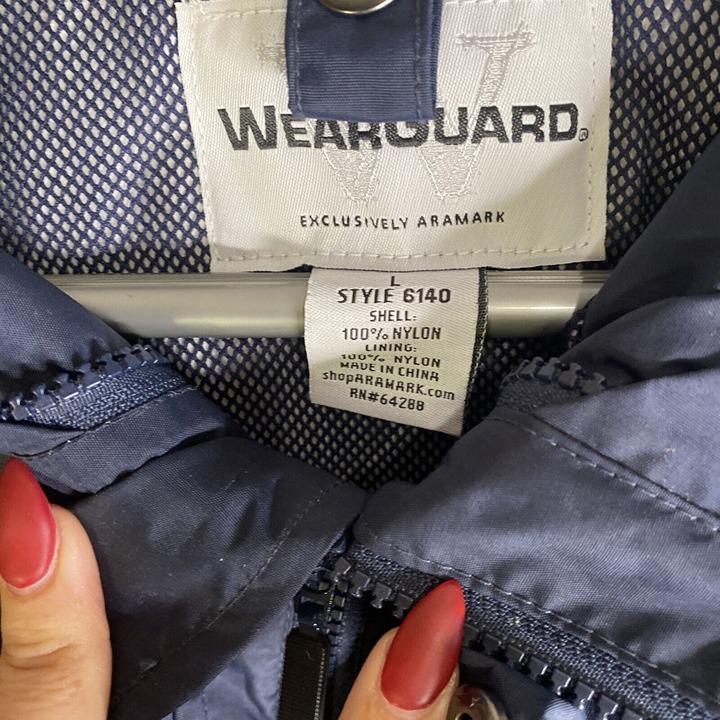 WEARGUARD®
EXCLUSIVELY ARAMARK
L
STYLE 6140
SHELL:
100% NYLON
LINING:
100% NYLON
MADE IN CHINA
shopARAMARK.com
RN#64288